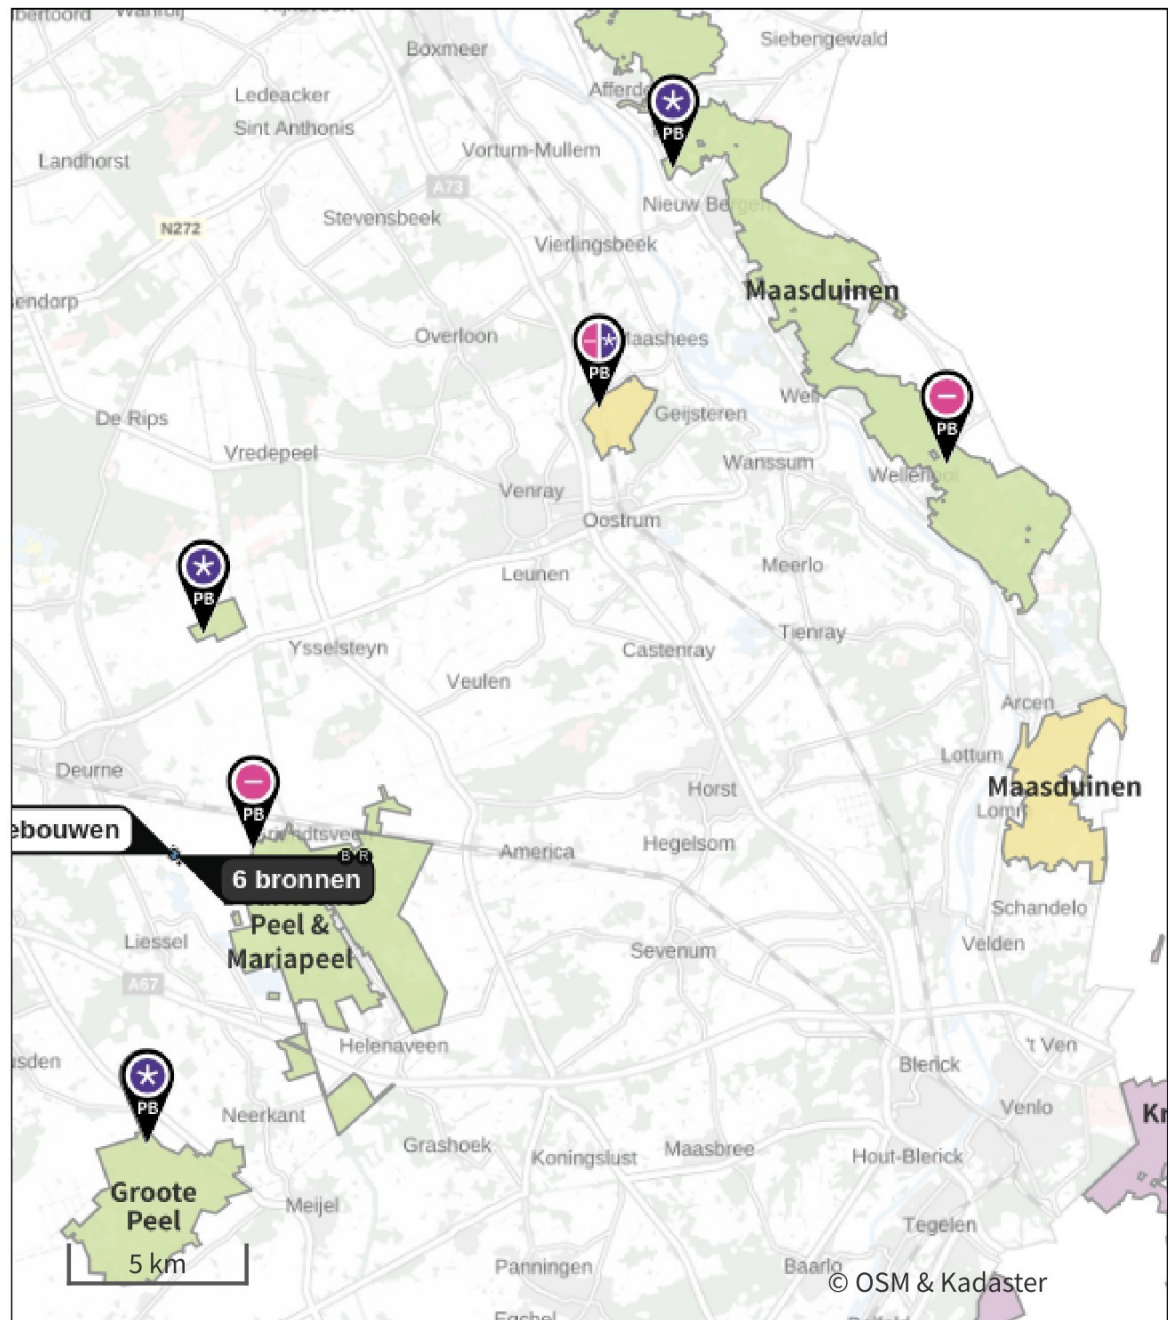 Boxmeer
Siebengewald
Ledeacker
Sint Anthonis
PB
Vortum-Mullem
Landhorst
A73
Nieuw Bergen
Stevensbeek
N272
Vierlingsbeek
Maasduinen
Overloon
PB
Geijsteren
De Rips
PB
Vredepeel
Wanssum
Venray
Oostrum
Leunen
Meerlo
PB
Tienray
Ysselsteyn
Castenray
Veulen
Arcen
Lottum
Deurne
Maasduinen
Horst
PB
ebouwen
Hegelsom
America
B R
6 bronnen
Schandelo
Peel &
Liessel
Velden
Sevenum
Mariapeel
A67
Helenaveen
't Ven
Blerick
PB
Neerkant
Venlo
Grashoek
Maasbree
Koningslust
Hout-Blerick
Groote
Peel
Meijel
Tegelen
5 km
Panningen
Baarlo
© OSM & Kadaster